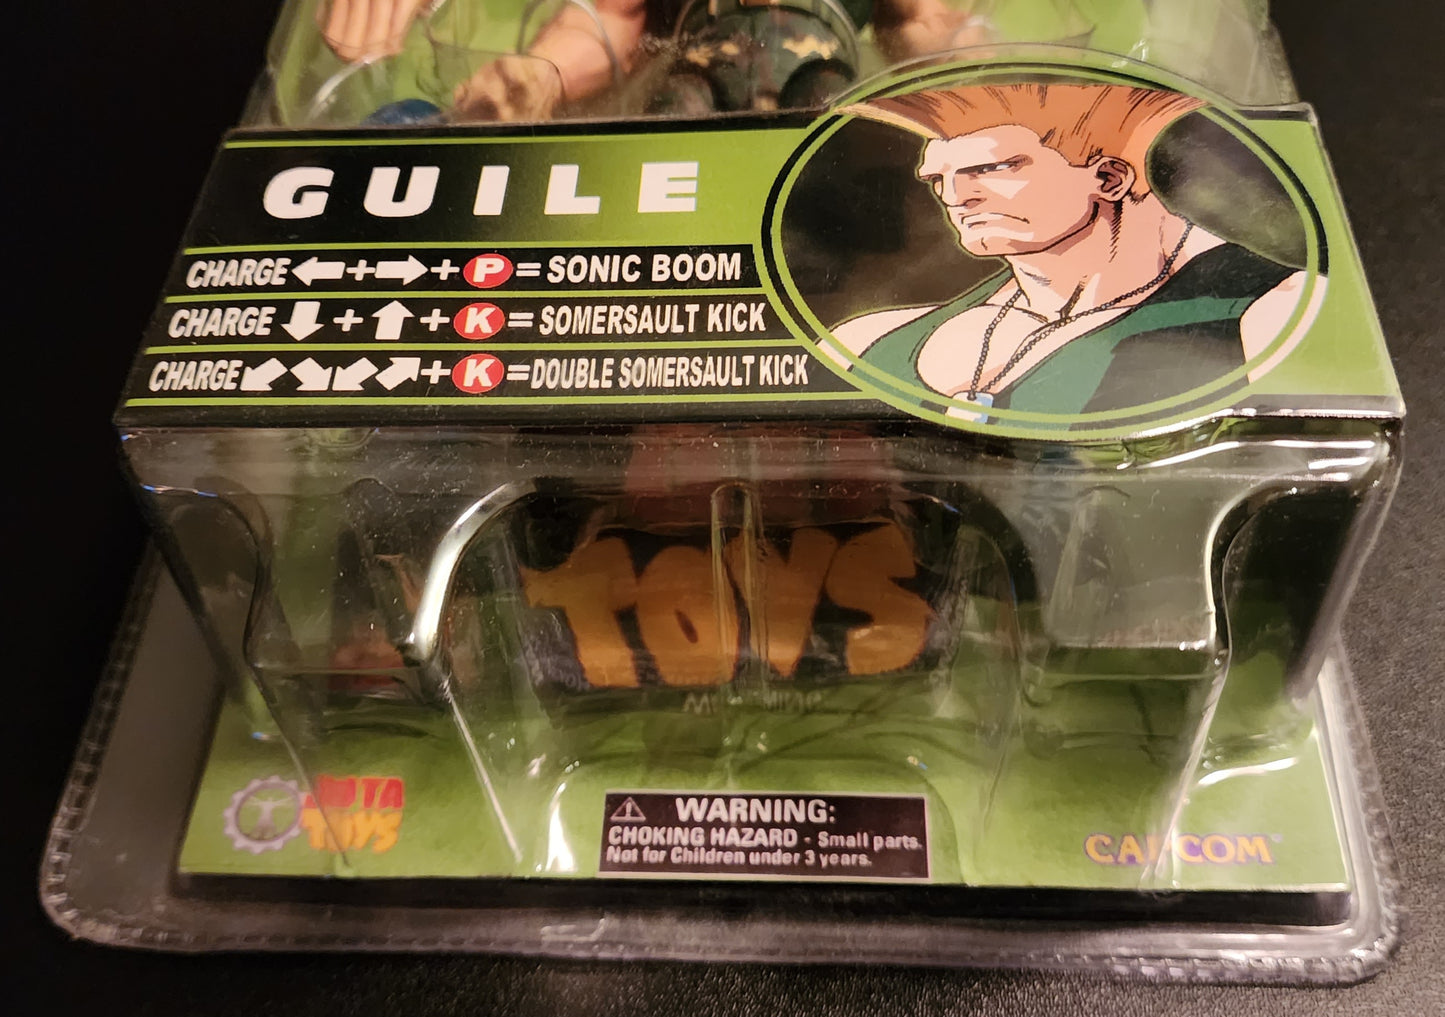 GUILE
CHARGE ← + → + P = SONIC BOOM
CHARGE ↓ + ↑ + K = SOMERSAULT KICK
CHARGE ↙ ↘ ↙ ↗ + K = DOUBLE SOMERSAULT KICK
TOYS
TOYS
⚠ WARNING:
CHOKING HAZARD - Small parts.
Not for Children under 3 years.
CAPCOM